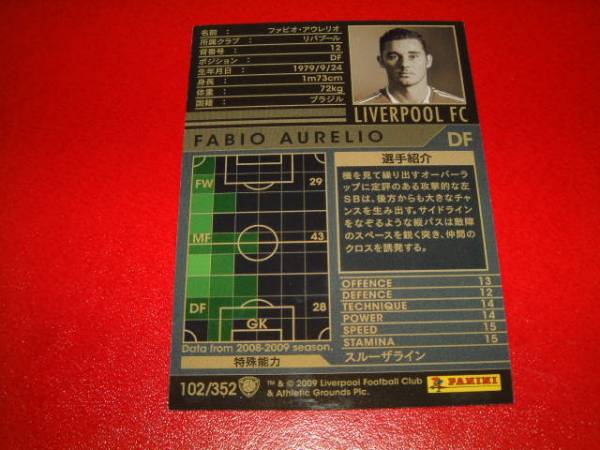 名前 : ファビオ・アウレリオ
所属クラブ : リバプール
背番号 : 12
ポジション : DF
生年月日 : 1979/9/24
身長 : 1m73cm
体重 : 72kg
国籍 : ブラジル
LIVERPOOL FC
FABIO AURELIO DF
FW 29
MF 43
DF 28
GK
Data from 2008-2009 season.
選手紹介
機を見て繰り出すオーバーラ
ップに定評のある攻撃的な左
SBは、後方からも大きなチャ
ンスを生み出す。サイドライン
をなぞるような縦パスは敵陣
のスペースを鋭く突き、仲間の
クロスを誘発する。
OFFENCE 13
DEFENCE 12
TECHNIQUE 14
POWER 14
SPEED 15
STAMINA 15
特殊能力 スルーザライン
102/352
™ & © 2009 Liverpool Football Club
& Athletic Grounds Plc.
PANINI